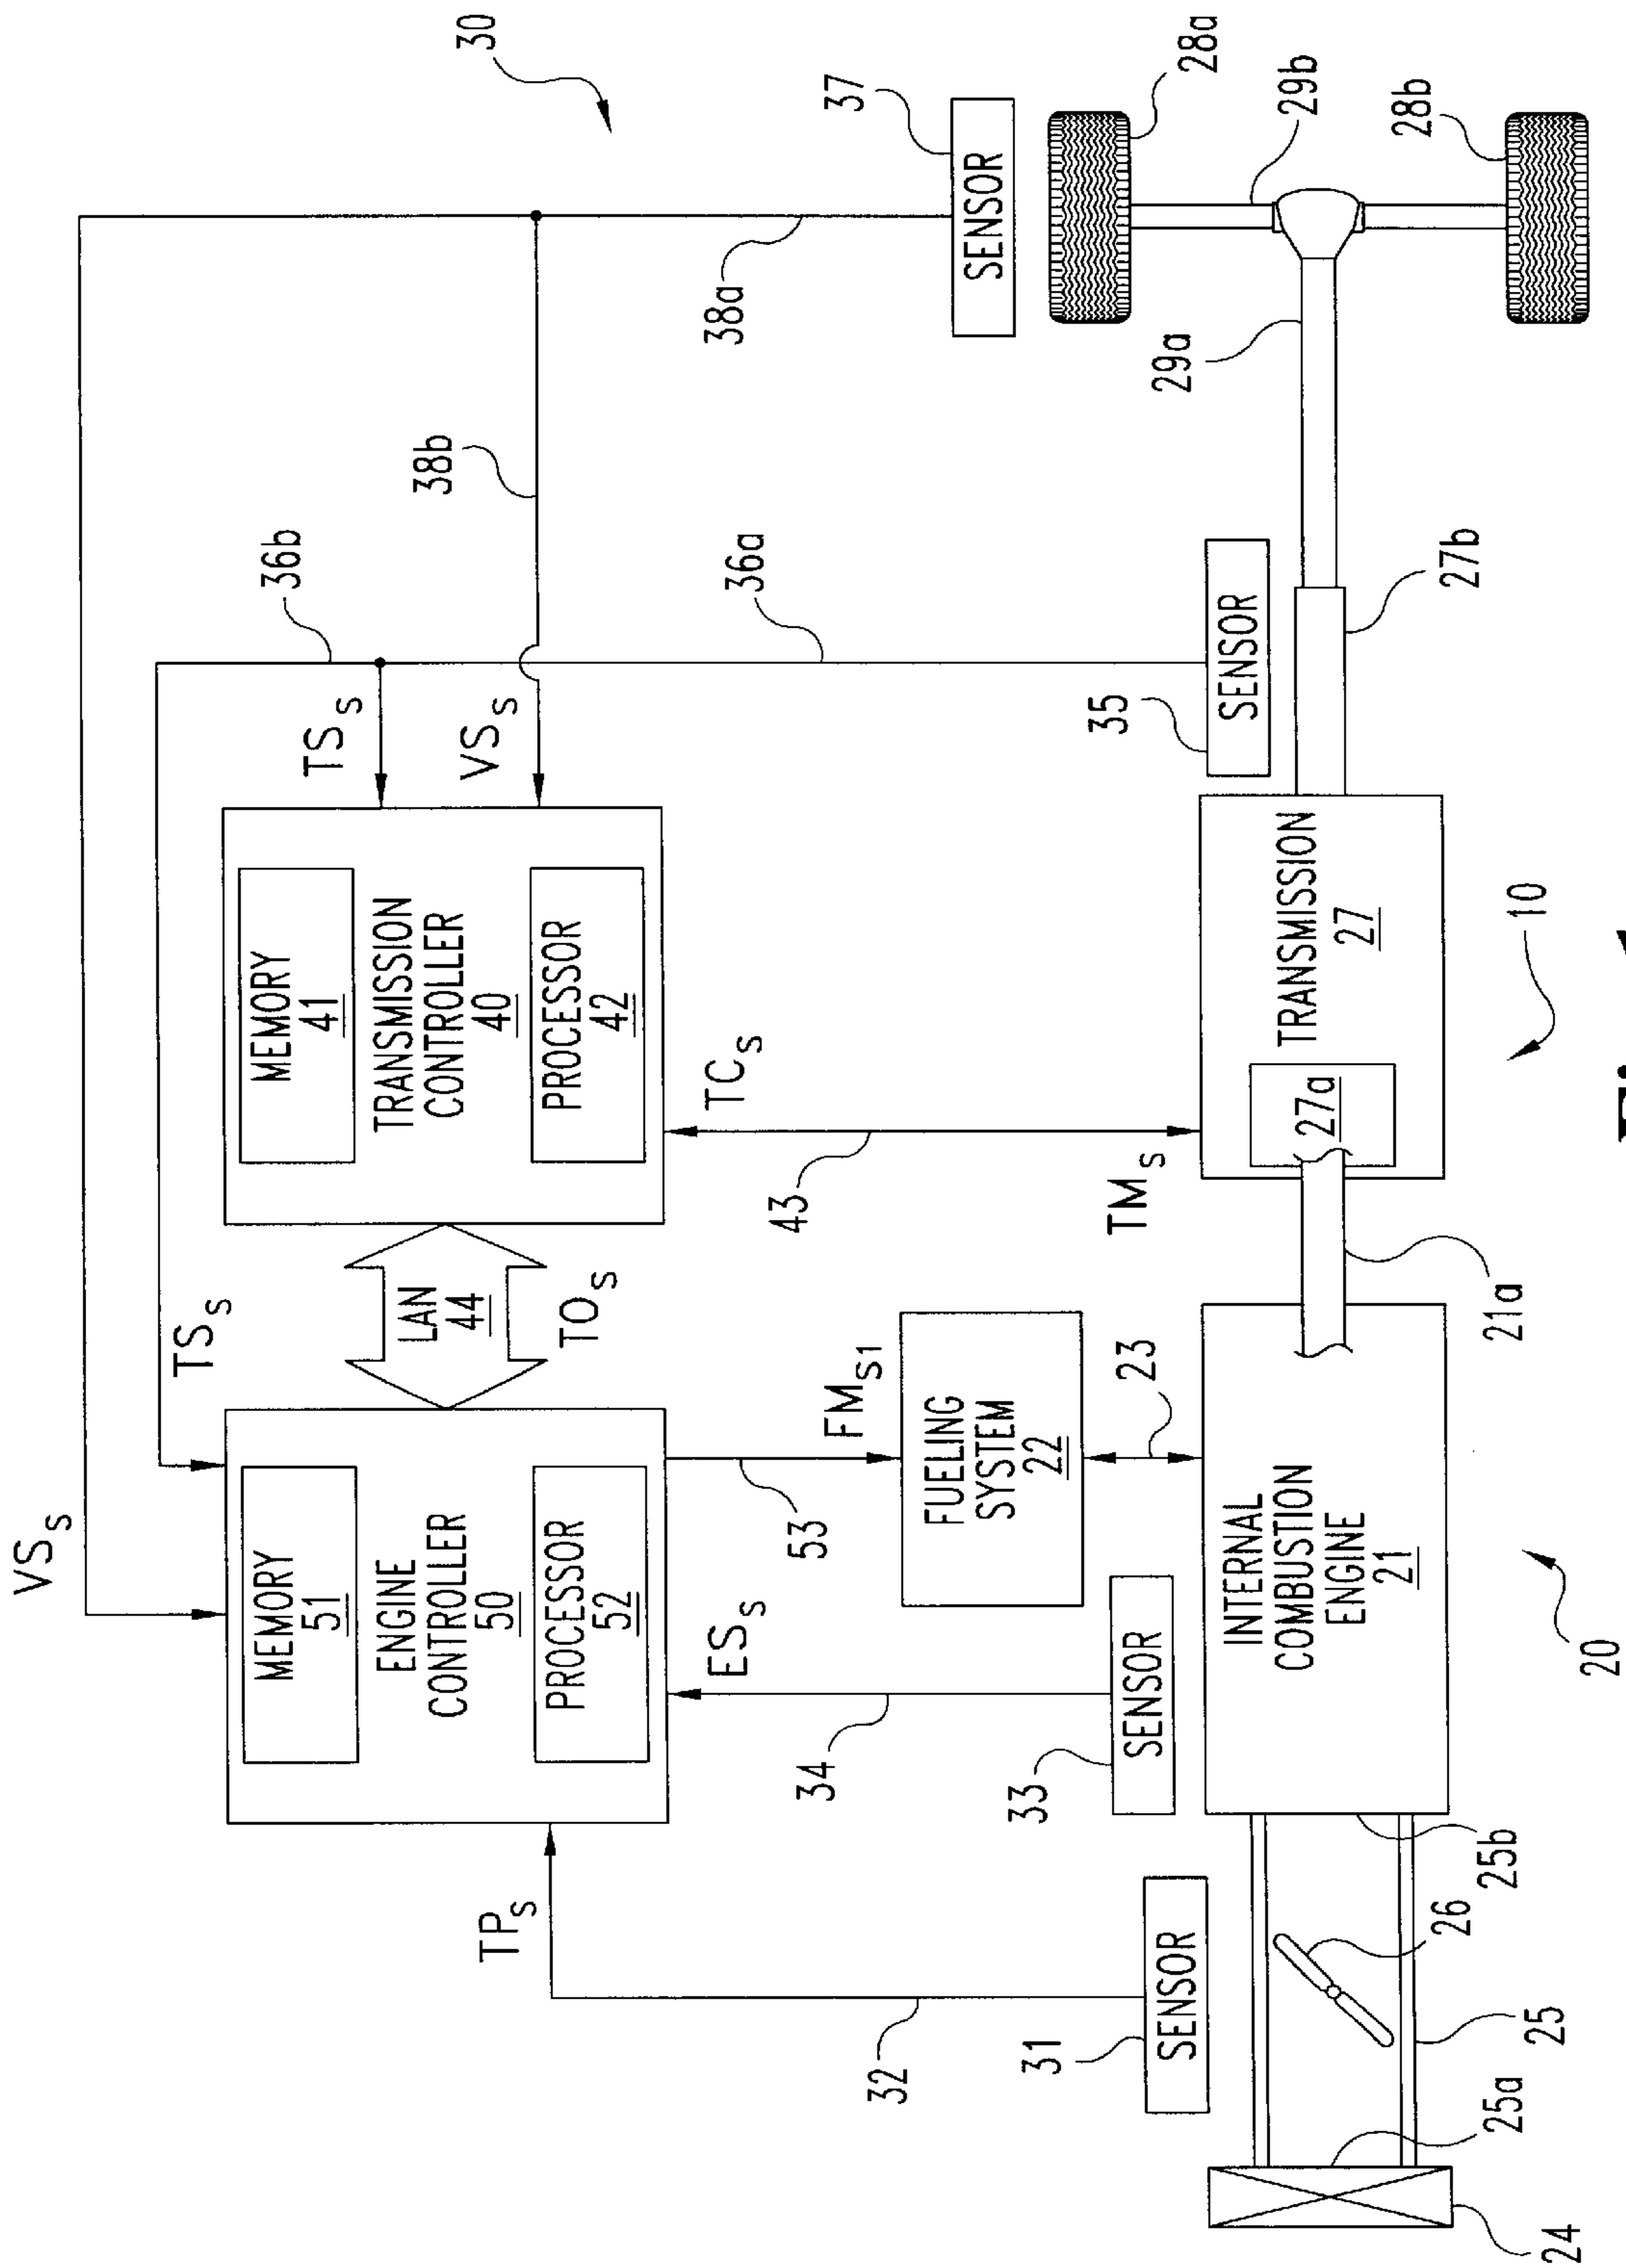 VSs
TSs
36b
30
MEMORY
51
ENGINE
CONTROLLER
50
PROCESSOR
52
LAN
44
TOs
MEMORY
41
TRANSMISSION
CONTROLLER
40
PROCESSOR
42
TSs
VSs
38b
TPs
ESs
53
FMs1
TCs
43
TMs
36a
38a
37
SENSOR
32
34
31
SENSOR
33
SENSOR
FUELING
SYSTEM
22
23
35
SENSOR
28a
29a
29b
28b
INTERNAL
COMBUSTION
ENGINE
21
27a
TRANSMISSION
27
27b
24
25a
25
26
25b
20
21a
10